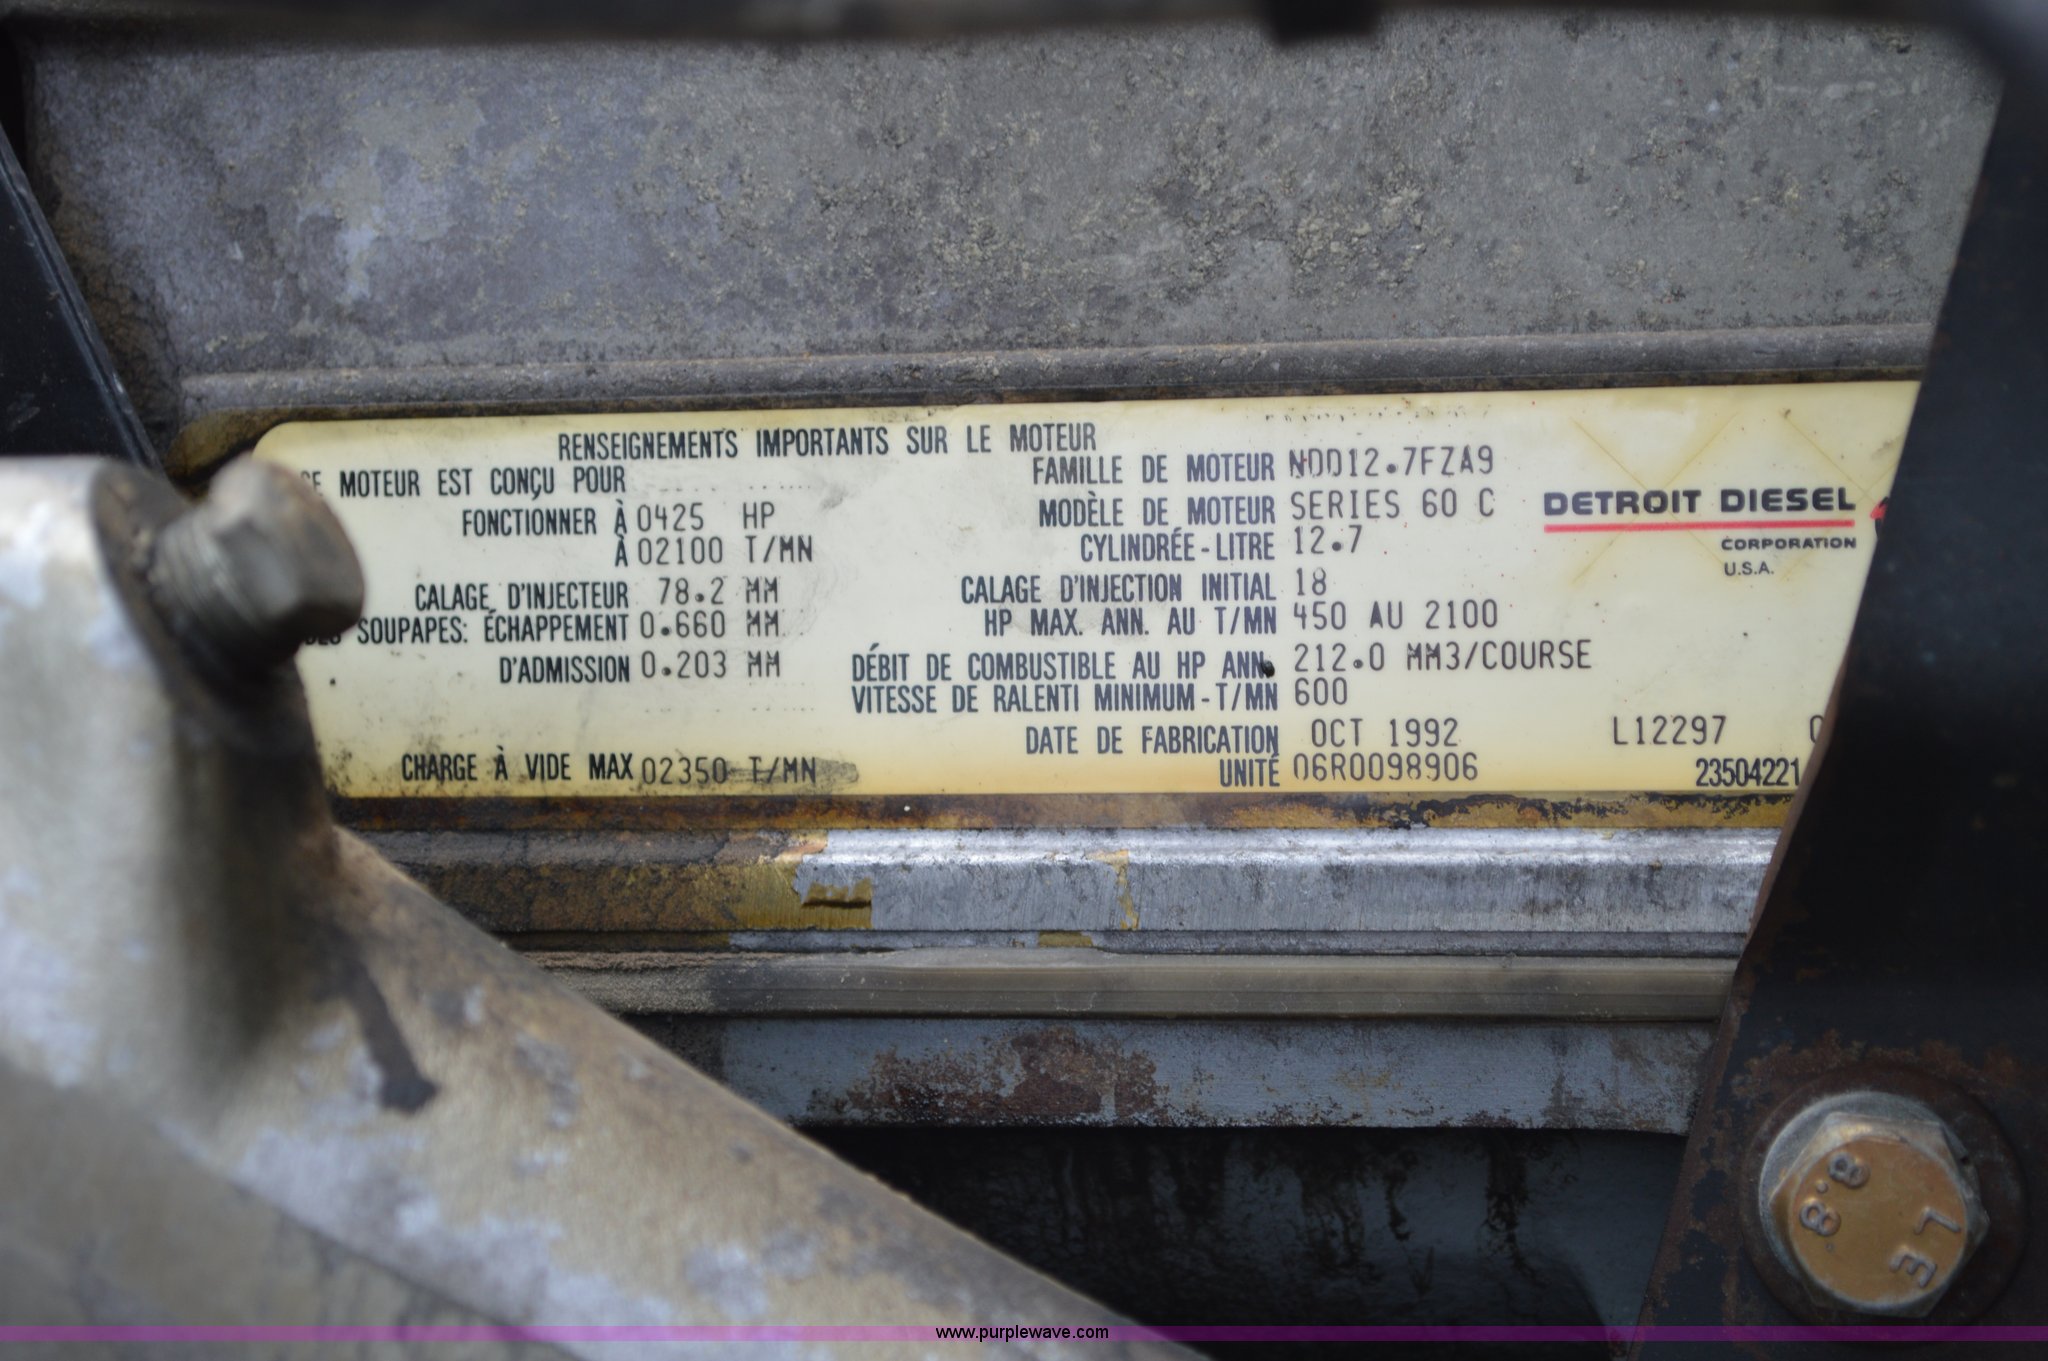 RENSEIGNEMENTS IMPORTANTS SUR LE MOTEUR
CE MOTEUR EST CONÇU POUR
FONCTIONNER À 0425 HP
À 02100 T/MN
CALAGE D'INJECTEUR 78.2 MM
DES SOUPAPES: ÉCHAPPEMENT 0.660 MM
D'ADMISSION 0.203 MM
CHARGE À VIDE MAX 02350 T/MN
FAMILLE DE MOTEUR NDD12.7FZA9
MODÈLE DE MOTEUR SERIES 60 C
CYLINDRÉE-LITRE 12.7
CALAGE D'INJECTION INITIAL 18
HP MAX. ANN. AU T/MN 450 AU 2100
DÉBIT DE COMBUSTIBLE AU HP ANN. 212.0 MM3/COURSE
VITESSE DE RALENTI MINIMUM-T/MN 600
DATE DE FABRICATION OCT 1992 L12297
UNITÉ 06R0098906 23504221
DETROIT DIESEL
CORPORATION
U.S.A.
8.8
LE
www.purplewave.com